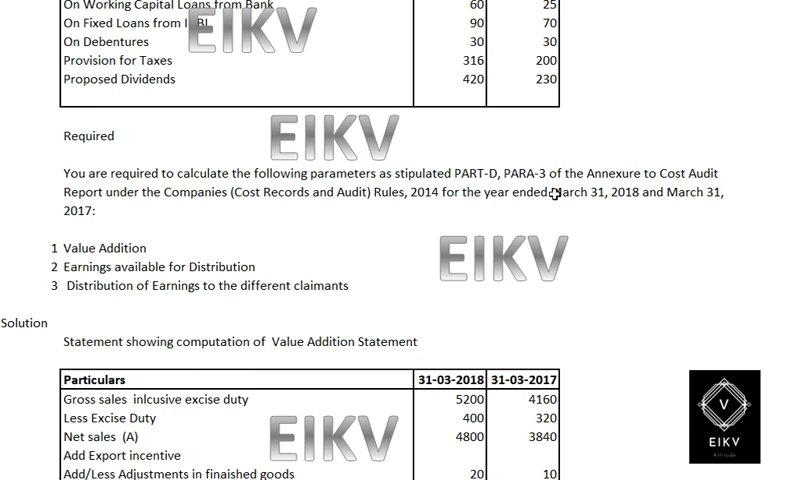 On Working Capital Loans from Bank 60 25
On Fixed Loans from I BI 90 70
On Debentures 30 30
Provision for Taxes 316 200
Proposed Dividends 420 230
EIKV
Required
EIKV
You are required to calculate the following parameters as stipulated PART-D, PARA-3 of the Annexure to Cost Audit
Report under the Companies (Cost Records and Audit) Rules, 2014 for the year ended March 31, 2018 and March 31,
2017:
1 Value Addition
2 Earnings available for Distribution
3 Distribution of Earnings to the different claimants
EIKV
Solution
Statement showing computation of Value Addition Statement
Particulars 31-03-2018 31-03-2017
Gross sales inlcusive excise duty 5200 4160
Less Excise Duty 400 320
Net sales (A) 4800 3840
Add Export incentive
Add/Less Adjustments in finaished goods 20 10
EIKV
V
EIKV
Attitude